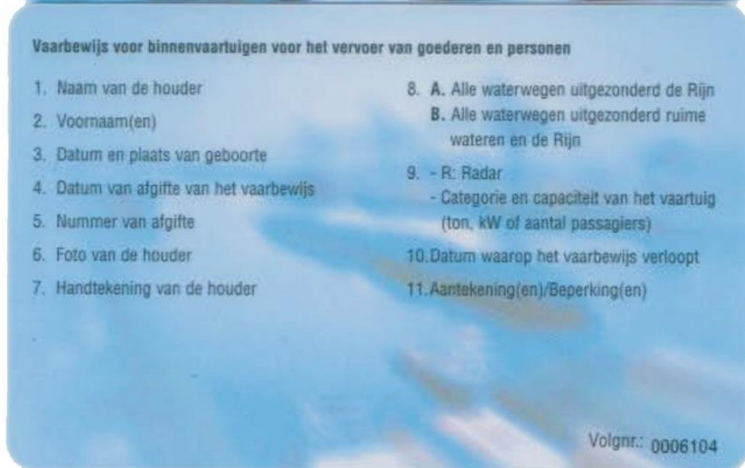 Vaarbewijs voor binnenvaartuigen voor het vervoer van goederen en personen
1. Naam van de houder
2. Voornaam(en)
3. Datum en plaats van geboorte
4. Datum van afgifte van het vaarbewijs
5. Nummer van afgifte
6. Foto van de houder
7. Handtekening van de houder
8. A. Alle waterwegen uitgezonderd de Rijn
B. Alle waterwegen uitgezonderd ruime
wateren en de Rijn
9. - R: Radar
- Categorie en capaciteit van het vaartuig
(ton, kW of aantal passagiers)
10.Datum waarop het vaarbewijs verloopt
11.Aantekening(en)/Beperking(en)
Volgnr.: 0006104